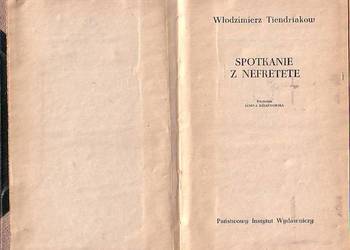 Włodzimierz Tiendriakow
SPOTKANIE
Z NEFRETETE
Państwowy Instytut Wydawniczy